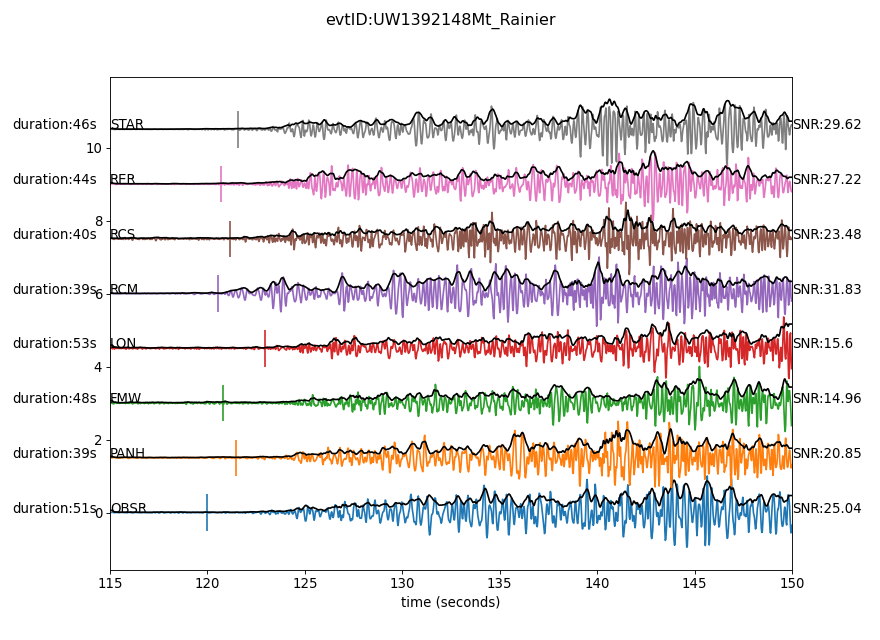 evtID:UW1392148Mt_Rainier
duration:46s STAR SNR:29.62
10
duration:44s RER SNR:27.22
8
duration:40s RCS SNR:23.48
duration:39s RCM SNR:31.83
6
duration:53s LON SNR:15.6
4
duration:48s FMW SNR:14.96
2
duration:39s PANH SNR:20.85
duration:51s OBSR SNR:25.04
0
115 120 125 130 135 140 145 150
time (seconds)